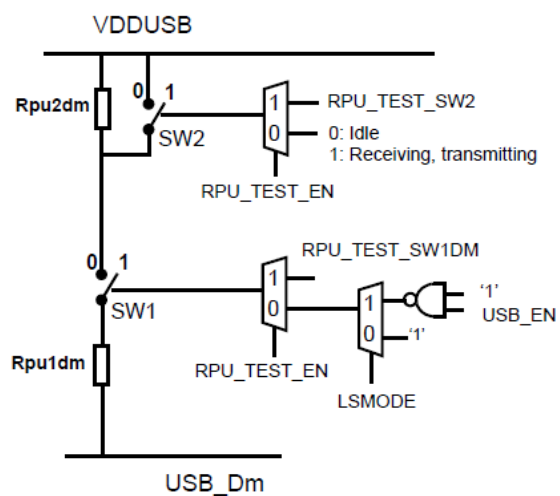 VDDUSB
Rpu2dm
0
1
SW2
1
0
RPU_TEST_SW2
0: Idle
1: Receiving, transmitting
RPU_TEST_EN
RPU_TEST_SW1DM
0
1
SW1
1
0
1
0
'1'
USB_EN
'1'
Rpu1dm
RPU_TEST_EN
LSMODE
USB_Dm